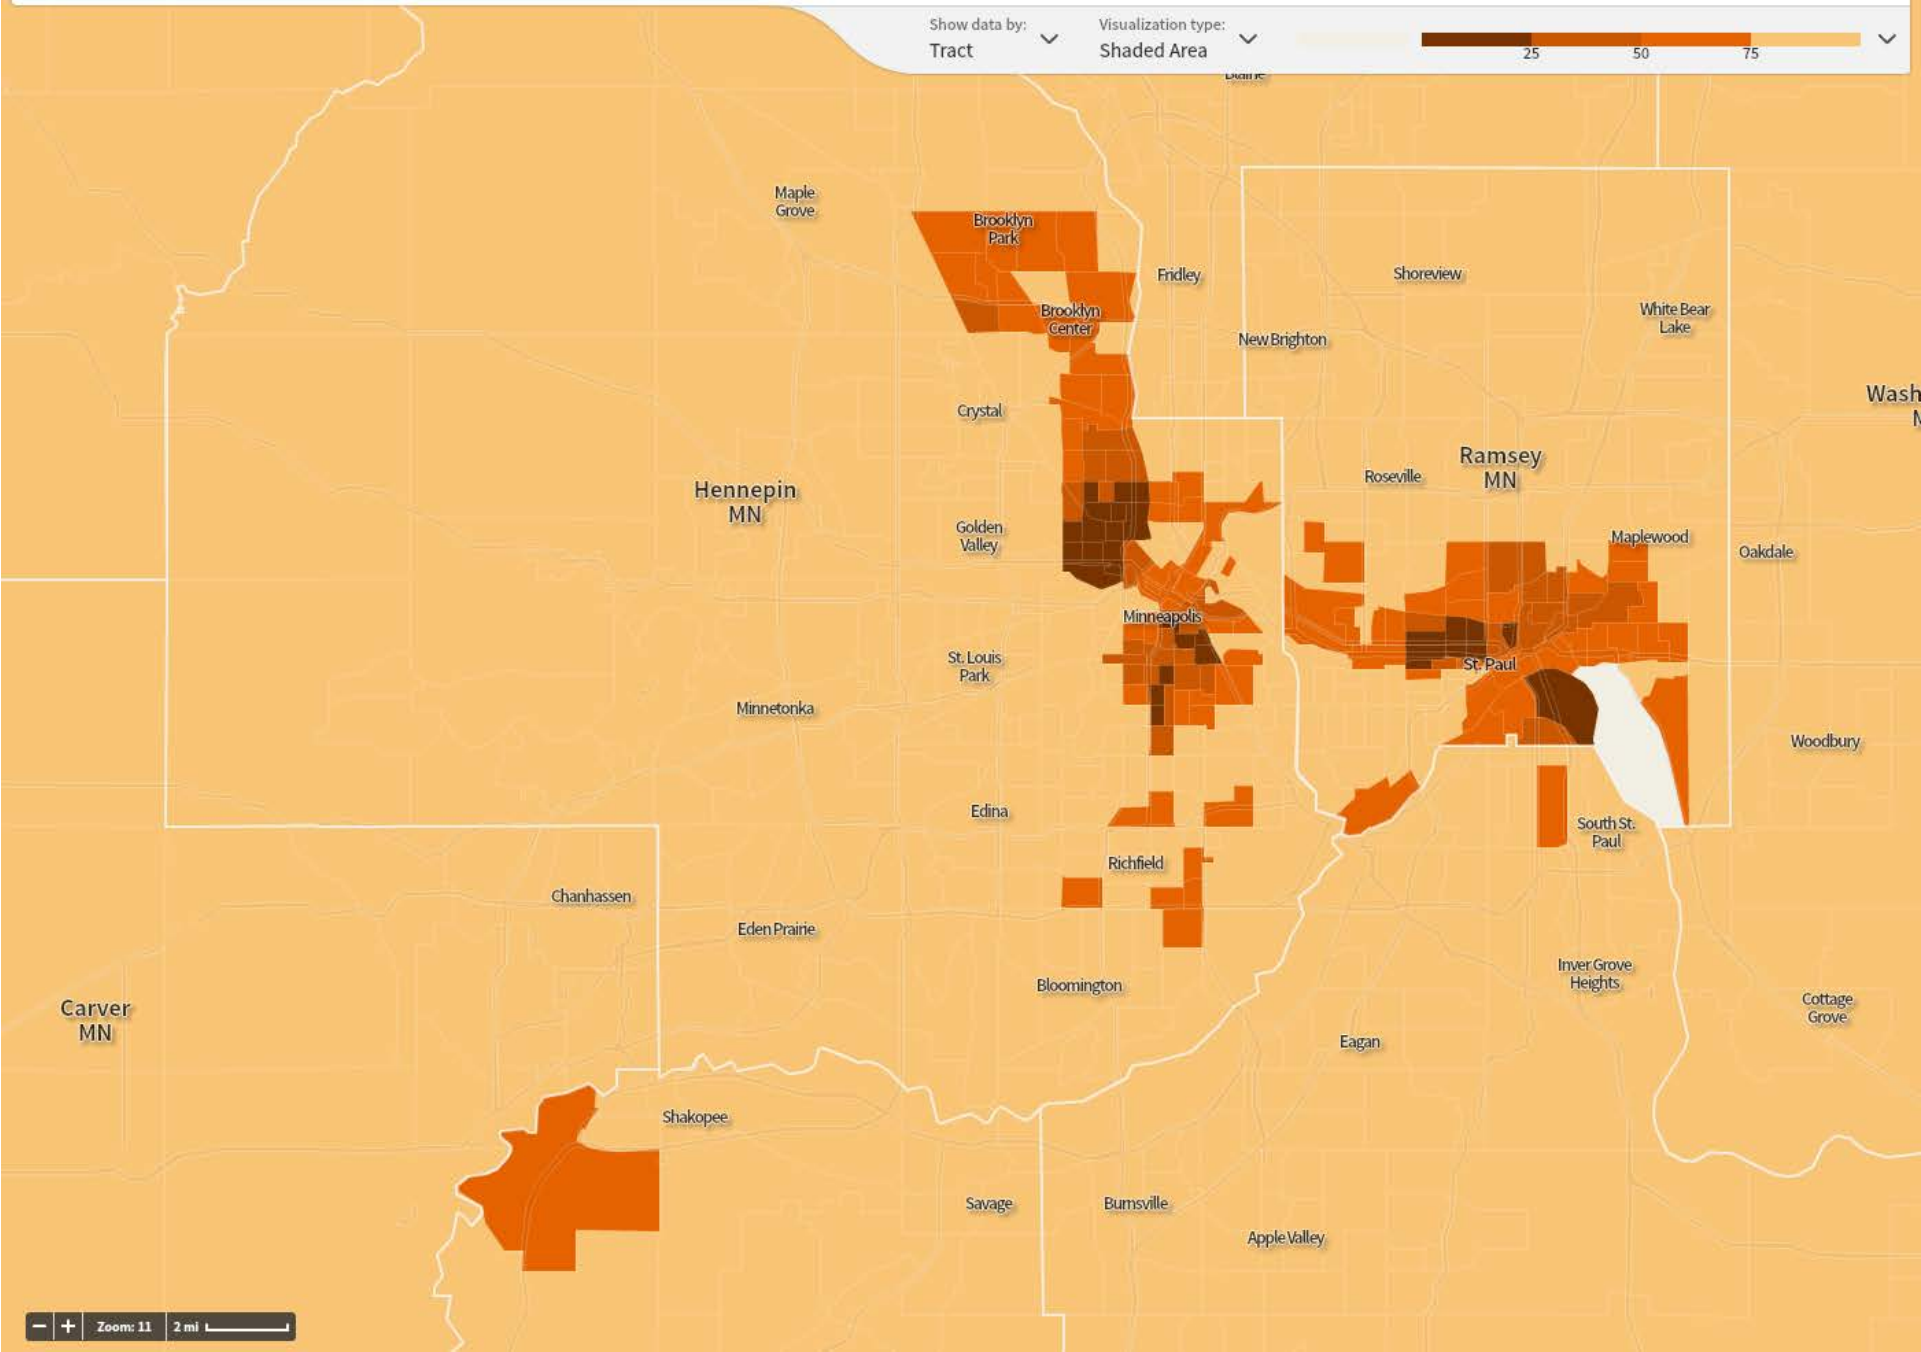 Show data by:
Tract
Visualization type:
Shaded Area
25
50
75
Blaine
Maple
Grove
Brooklyn
Park
Fridley
Shoreview
Brooklyn
Center
White Bear
Lake
New Brighton
Crystal
Wash
Hennepin
MN
Ramsey
MN
Roseville
Golden
Valley
Maplewood
Oakdale
Minneapolis
St. Louis
Park
St. Paul
Minnetonka
Woodbury
Edina
South St.
Paul
Richfield
Chanhassen
Eden Prairie
Bloomington
Inver Grove
Heights
Carver
MN
Cottage
Grove
Eagan
Shakopee
Savage
Burnsville
Apple Valley
Zoom: 11
2 mi